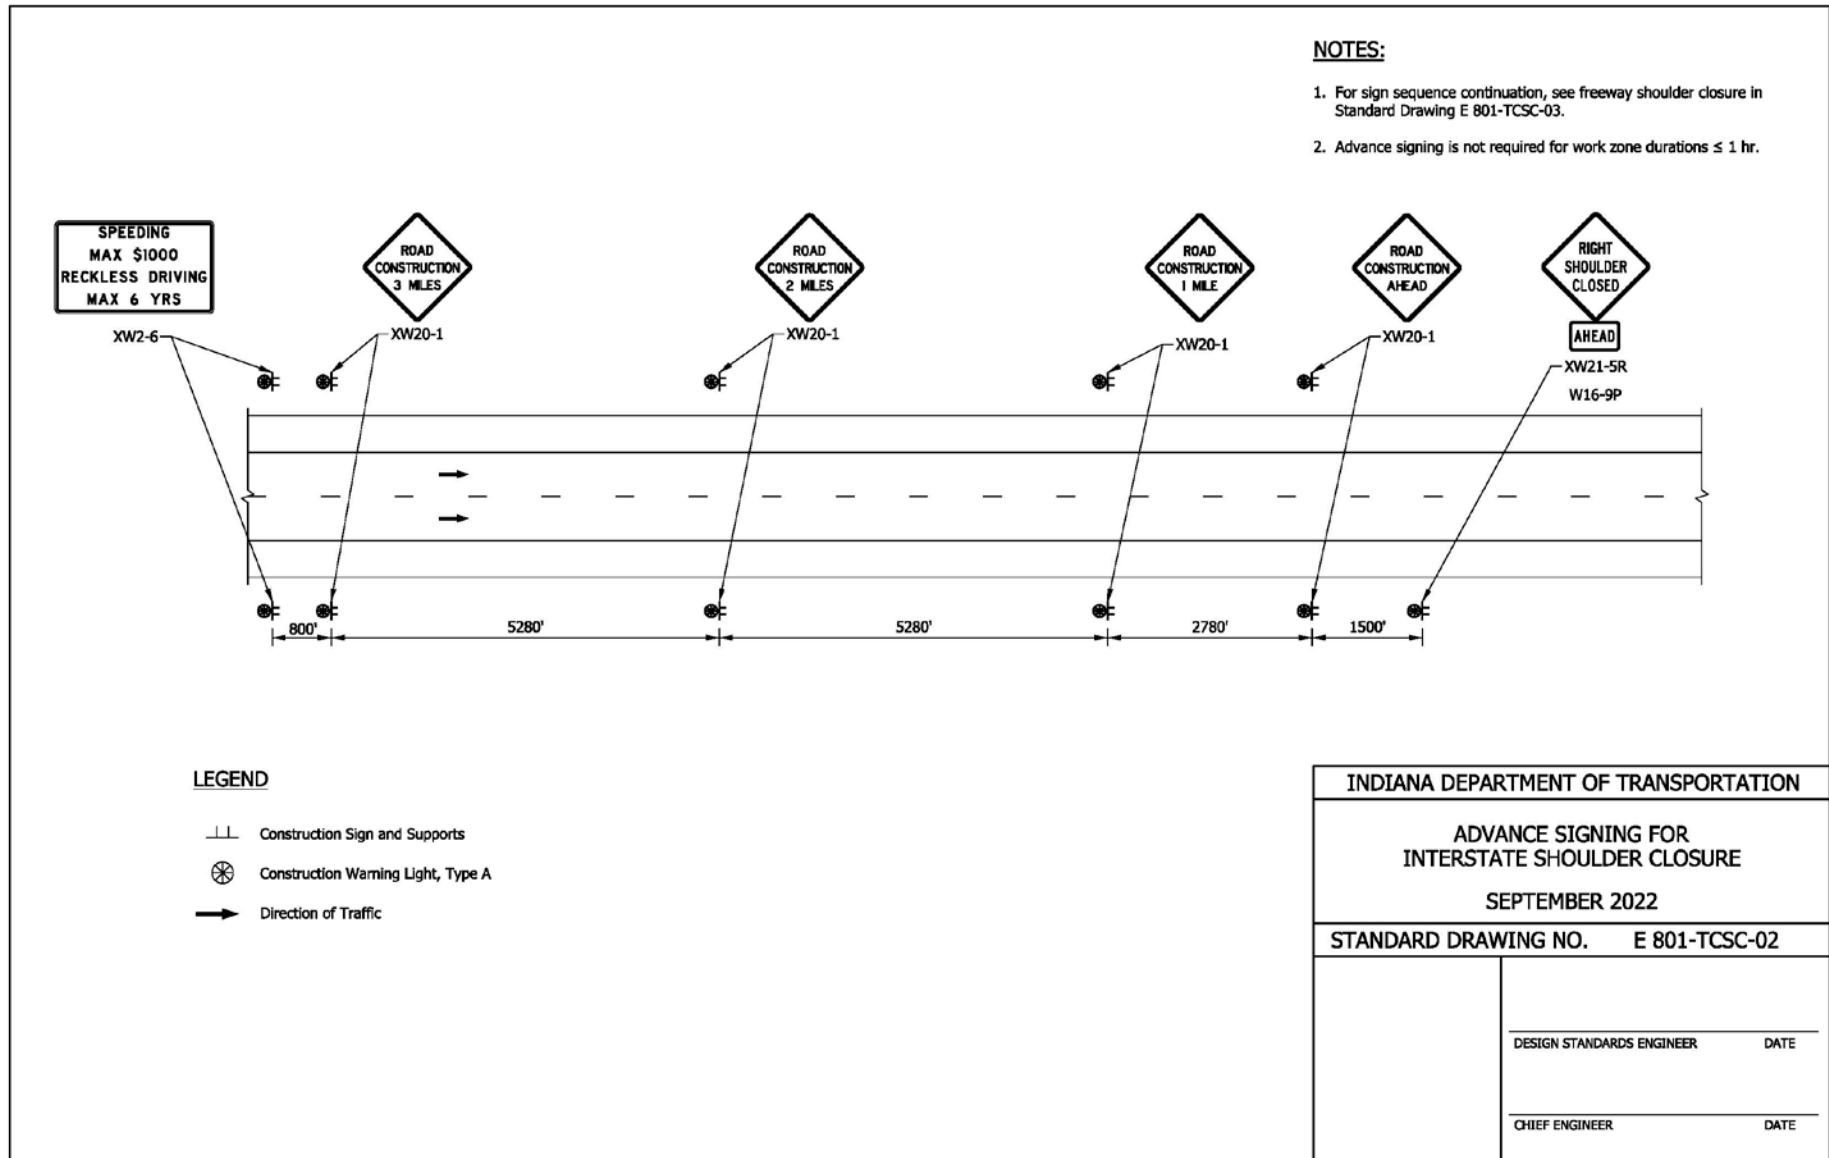 NOTES:
1. For sign sequence continuation, see freeway shoulder closure in
Standard Drawing E 801-TCSC-03.
2. Advance signing is not required for work zone durations ≤ 1 hr.
SPEEDING
MAX $1000
RECKLESS DRIVING
MAX 6 YRS
XW2-6
ROAD
CONSTRUCTION
3 MILES
XW20-1
ROAD
CONSTRUCTION
2 MILES
XW20-1
ROAD
CONSTRUCTION
1 MILE
XW20-1
ROAD
CONSTRUCTION
AHEAD
XW20-1
RIGHT
SHOULDER
CLOSED
AHEAD
XW21-5R
W16-9P
800'
5280'
5280'
2780'
1500'
LEGEND
Construction Sign and Supports
Construction Warning Light, Type A
Direction of Traffic
INDIANA DEPARTMENT OF TRANSPORTATION
ADVANCE SIGNING FOR
INTERSTATE SHOULDER CLOSURE
SEPTEMBER 2022
STANDARD DRAWING NO. E 801-TCSC-02
DESIGN STANDARDS ENGINEER DATE
CHIEF ENGINEER DATE